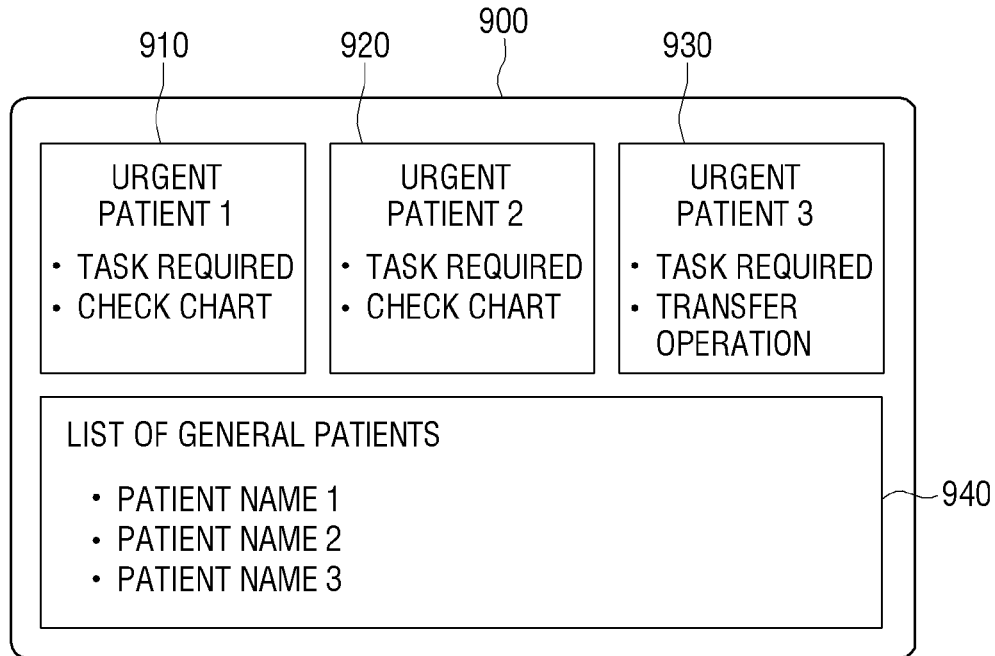 900
910
920
930
URGENT
PATIENT 1
• TASK REQUIRED
• CHECK CHART
URGENT
PATIENT 2
• TASK REQUIRED
• CHECK CHART
URGENT
PATIENT 3
• TASK REQUIRED
• TRANSFER
OPERATION
LIST OF GENERAL PATIENTS
• PATIENT NAME 1
• PATIENT NAME 2
• PATIENT NAME 3
940